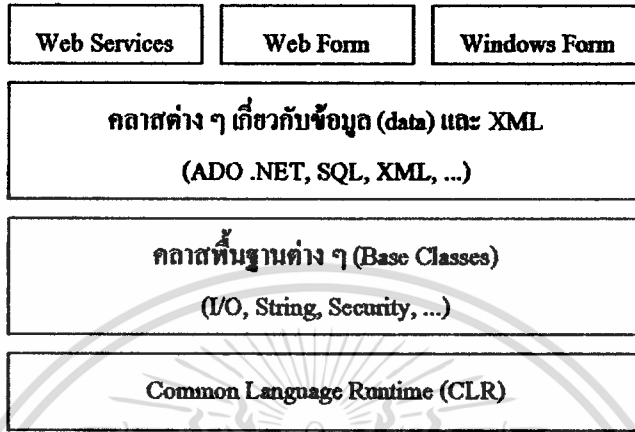 Web Services
Web Form
Windows Form
คลาสต่าง ๆ เกี่ยวกับข้อมูล (data) และ XML
(ADO .NET, SQL, XML, ...)
คลาสพื้นฐานต่าง ๆ (Base Classes)
(I/O, String, Security, ...)
Common Language Runtime (CLR)